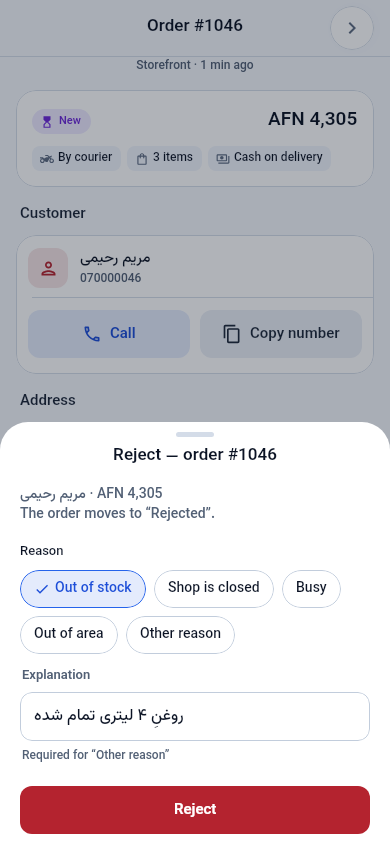 Order #1046
Storefront · 1 min ago
New
AFN 4,305
By courier
3 items
Cash on delivery
Customer
مریم رحیمی
070000046
Call
Copy number
Address
Reject — order #1046
مریم رحیمی · AFN 4,305
The order moves to “Rejected”.
Reason
Out of stock
Shop is closed
Busy
Out of area
Other reason
Explanation
روغنِ ۴ لیتری تمام شده
Required for “Other reason”
Reject